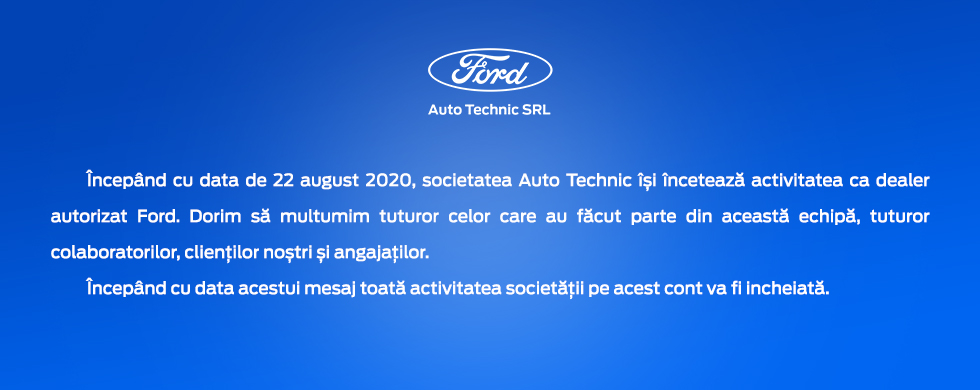 Ford
Auto Technic SRL
Începând cu data de 22 august 2020, societatea Auto Technic își încetează activitatea ca dealer
autorizat Ford. Dorim să multumim tuturor celor care au făcut parte din această echipă, tuturor
colaboratorilor, clienților noștri și angajaților.
Începând cu data acestui mesaj toată activitatea societății pe acest cont va fi incheiată.